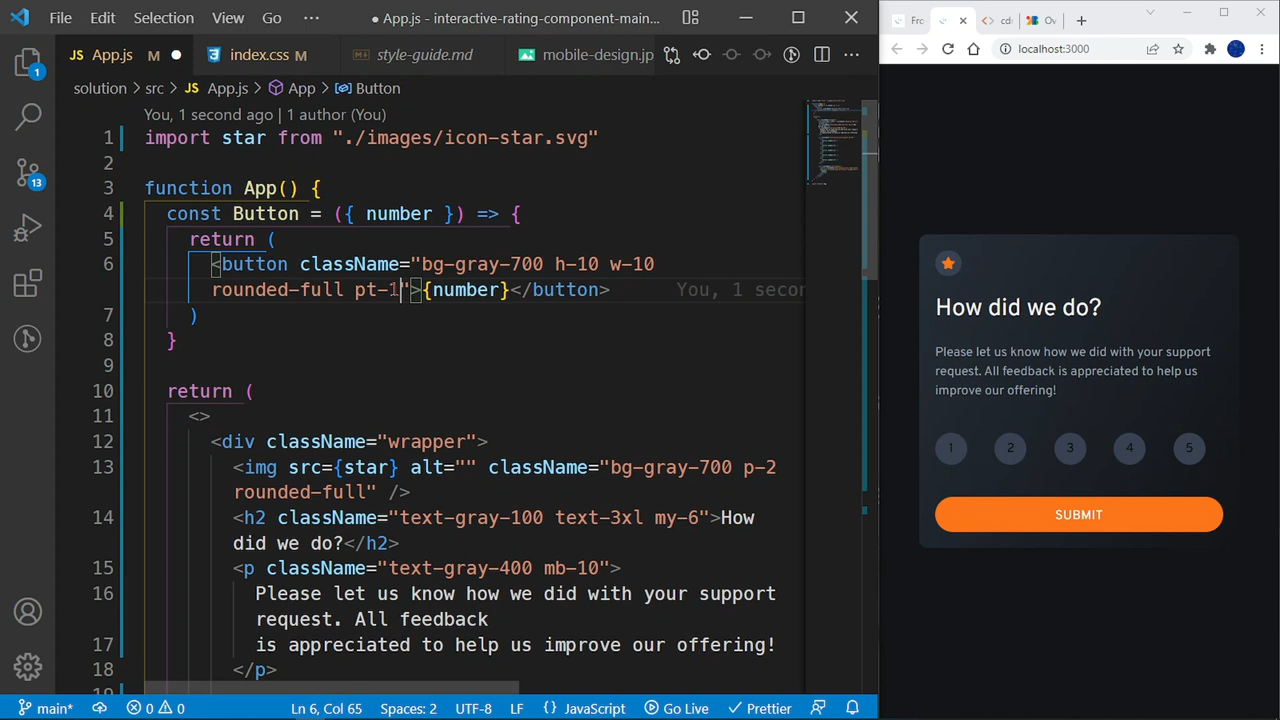 File Edit Selection View Go ··· ● App.js - interactive-rating-component-main...
JS App.js M ● index.css M style-guide.md mobile-design.jp ···
solution > src > JS App.js > App > Button
You, 1 second ago | 1 author (You)
1 import star from "./images/icon-star.svg"
2
3 function App() {
4 const Button = ({ number }) => {
5 return (
6 <button className="bg-gray-700 h-10 w-10
rounded-full pt-1">{number}</button> You, 1 secon
7 )
8 }
9
10 return (
11 <>
12 <div className="wrapper">
13 <img src={star} alt="" className="bg-gray-700 p-2
rounded-full" />
14 <h2 className="text-gray-100 text-3xl my-6">How
did we do?</h2>
15 <p className="text-gray-400 mb-10">
16 Please let us know how we did with your support
request. All feedback
17 is appreciated to help us improve our offering!
18 </p>
1
13
main* 0 0 Ln 6, Col 65 Spaces: 2 UTF-8 LF {} JavaScript Go Live Prettier
Fro cd Ov
localhost:3000
How did we do?
Please let us know how we did with your support
request. All feedback is appreciated to help us
improve our offering!
1 2 3 4 5
SUBMIT